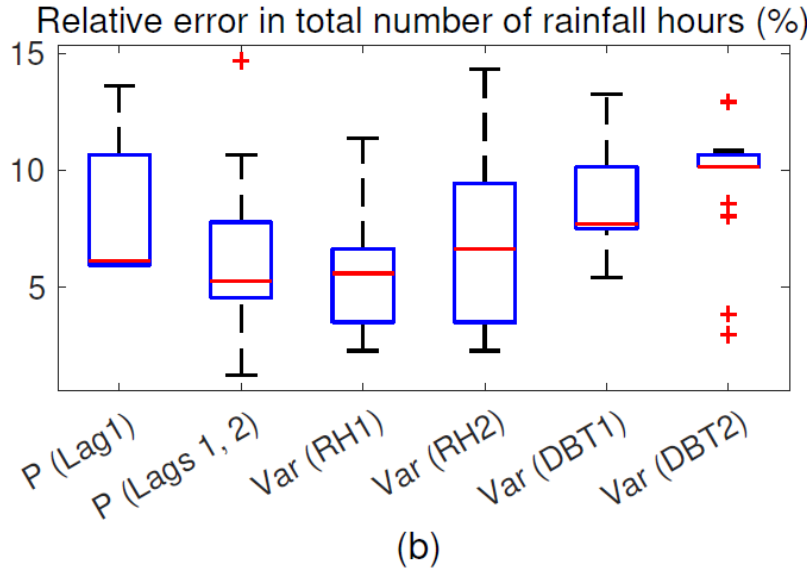 Relative error in total number of rainfall hours (%)
15
10
5
P (Lag1)
P (Lags 1, 2)
Var (RH1)
Var (RH2)
Var (DBT1)
Var (DBT2)
(b)